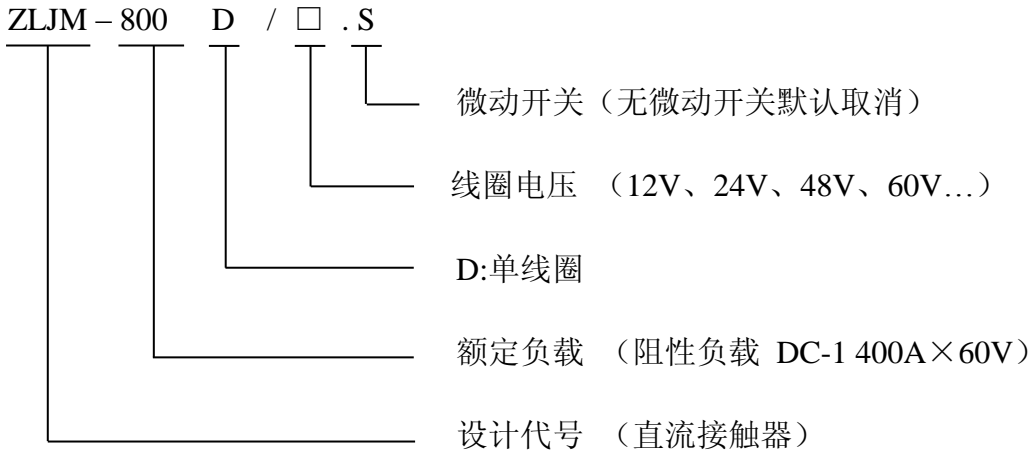 ZLJM – 800 D / □ . S
微动开关（无微动开关默认取消）
线圈电压 （12V、24V、48V、60V…）
D:单线圈
额定负载 （阻性负载 DC-1 400A×60V）
设计代号 （直流接触器）